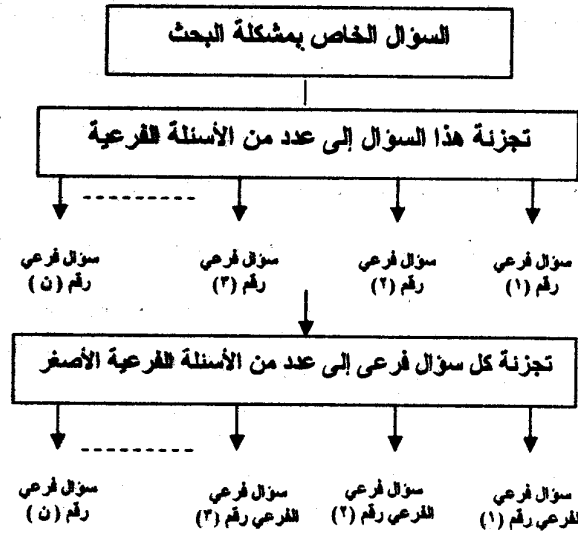 السؤال الخاص بمشكلة البحث
تجزئة هذا السؤال إلى عدد من الأسئلة الفرعية
سؤال فرعي
رقم (١)
سؤال فرعي
رقم (٢)
سؤال فرعي
رقم (٣)
سؤال فرعي
رقم (ن)
تجزئة كل سؤال فرعى إلى عدد من الأسئلة الفرعية الأصغر
سؤال فرعي
الفرعي رقم (١)
سؤال فرعي
الفرعي رقم (٢)
سؤال فرعي
الفرعي رقم (٣)
سؤال فرعي
رقم (ن)